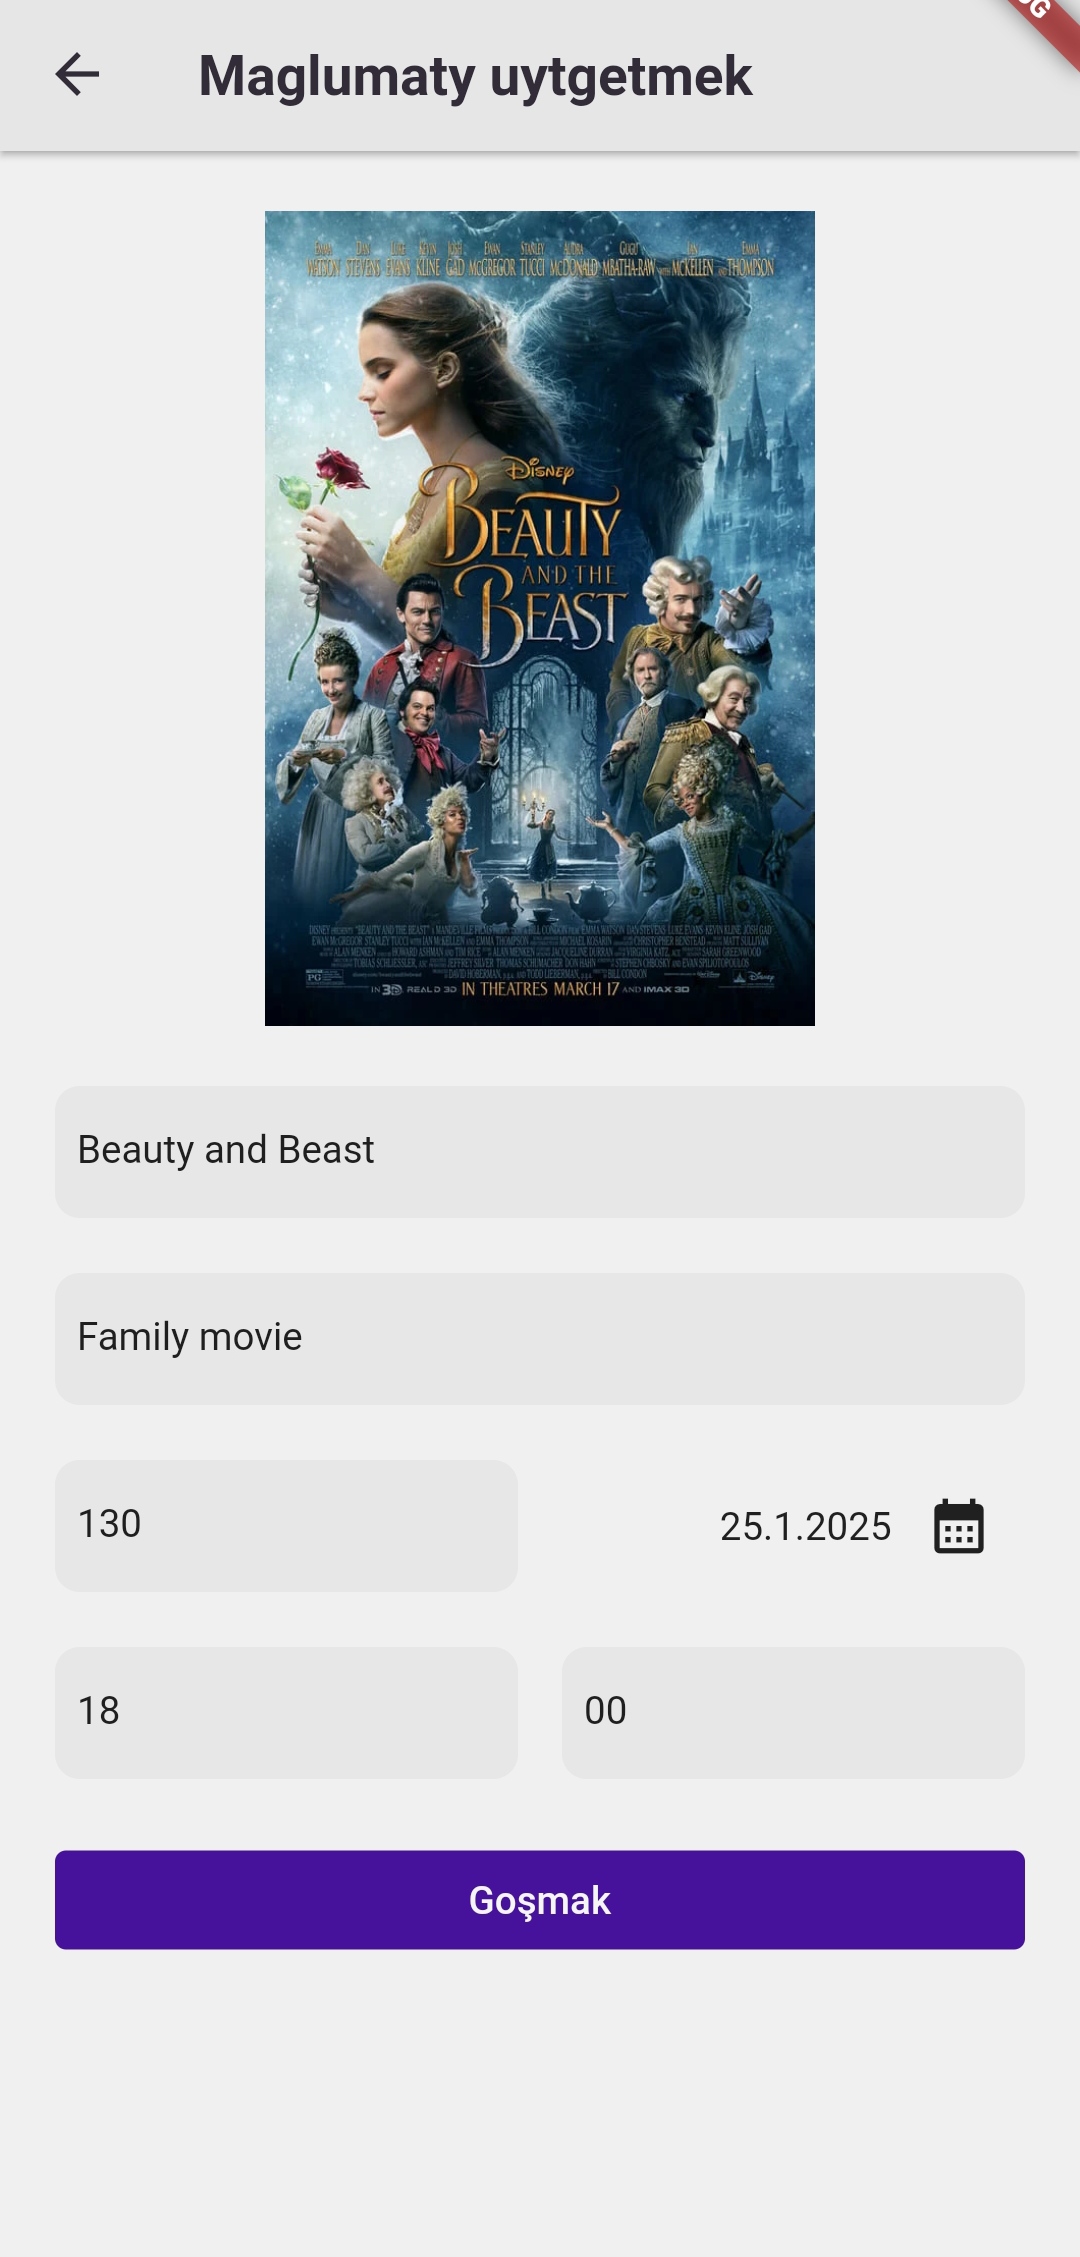 Maglumaty uytgetmek
EMMA WATSON DAN STEVENS LUKE EVANS KEVIN KLINE JOSH GAD EWAN McGREGOR STANLEY TUCCI AUDRA McDONALD GUGU MBATHA-RAW WITH IAN McKELLEN AND EMMA THOMPSON
Disney
BEAUTY
AND THE
BEAST
PG
Disney
IN 3D REAL D 3D IN THEATRES MARCH 17 AND IMAX 3D
Beauty and Beast
Family movie
130
25.1.2025
18
00
Goşmak